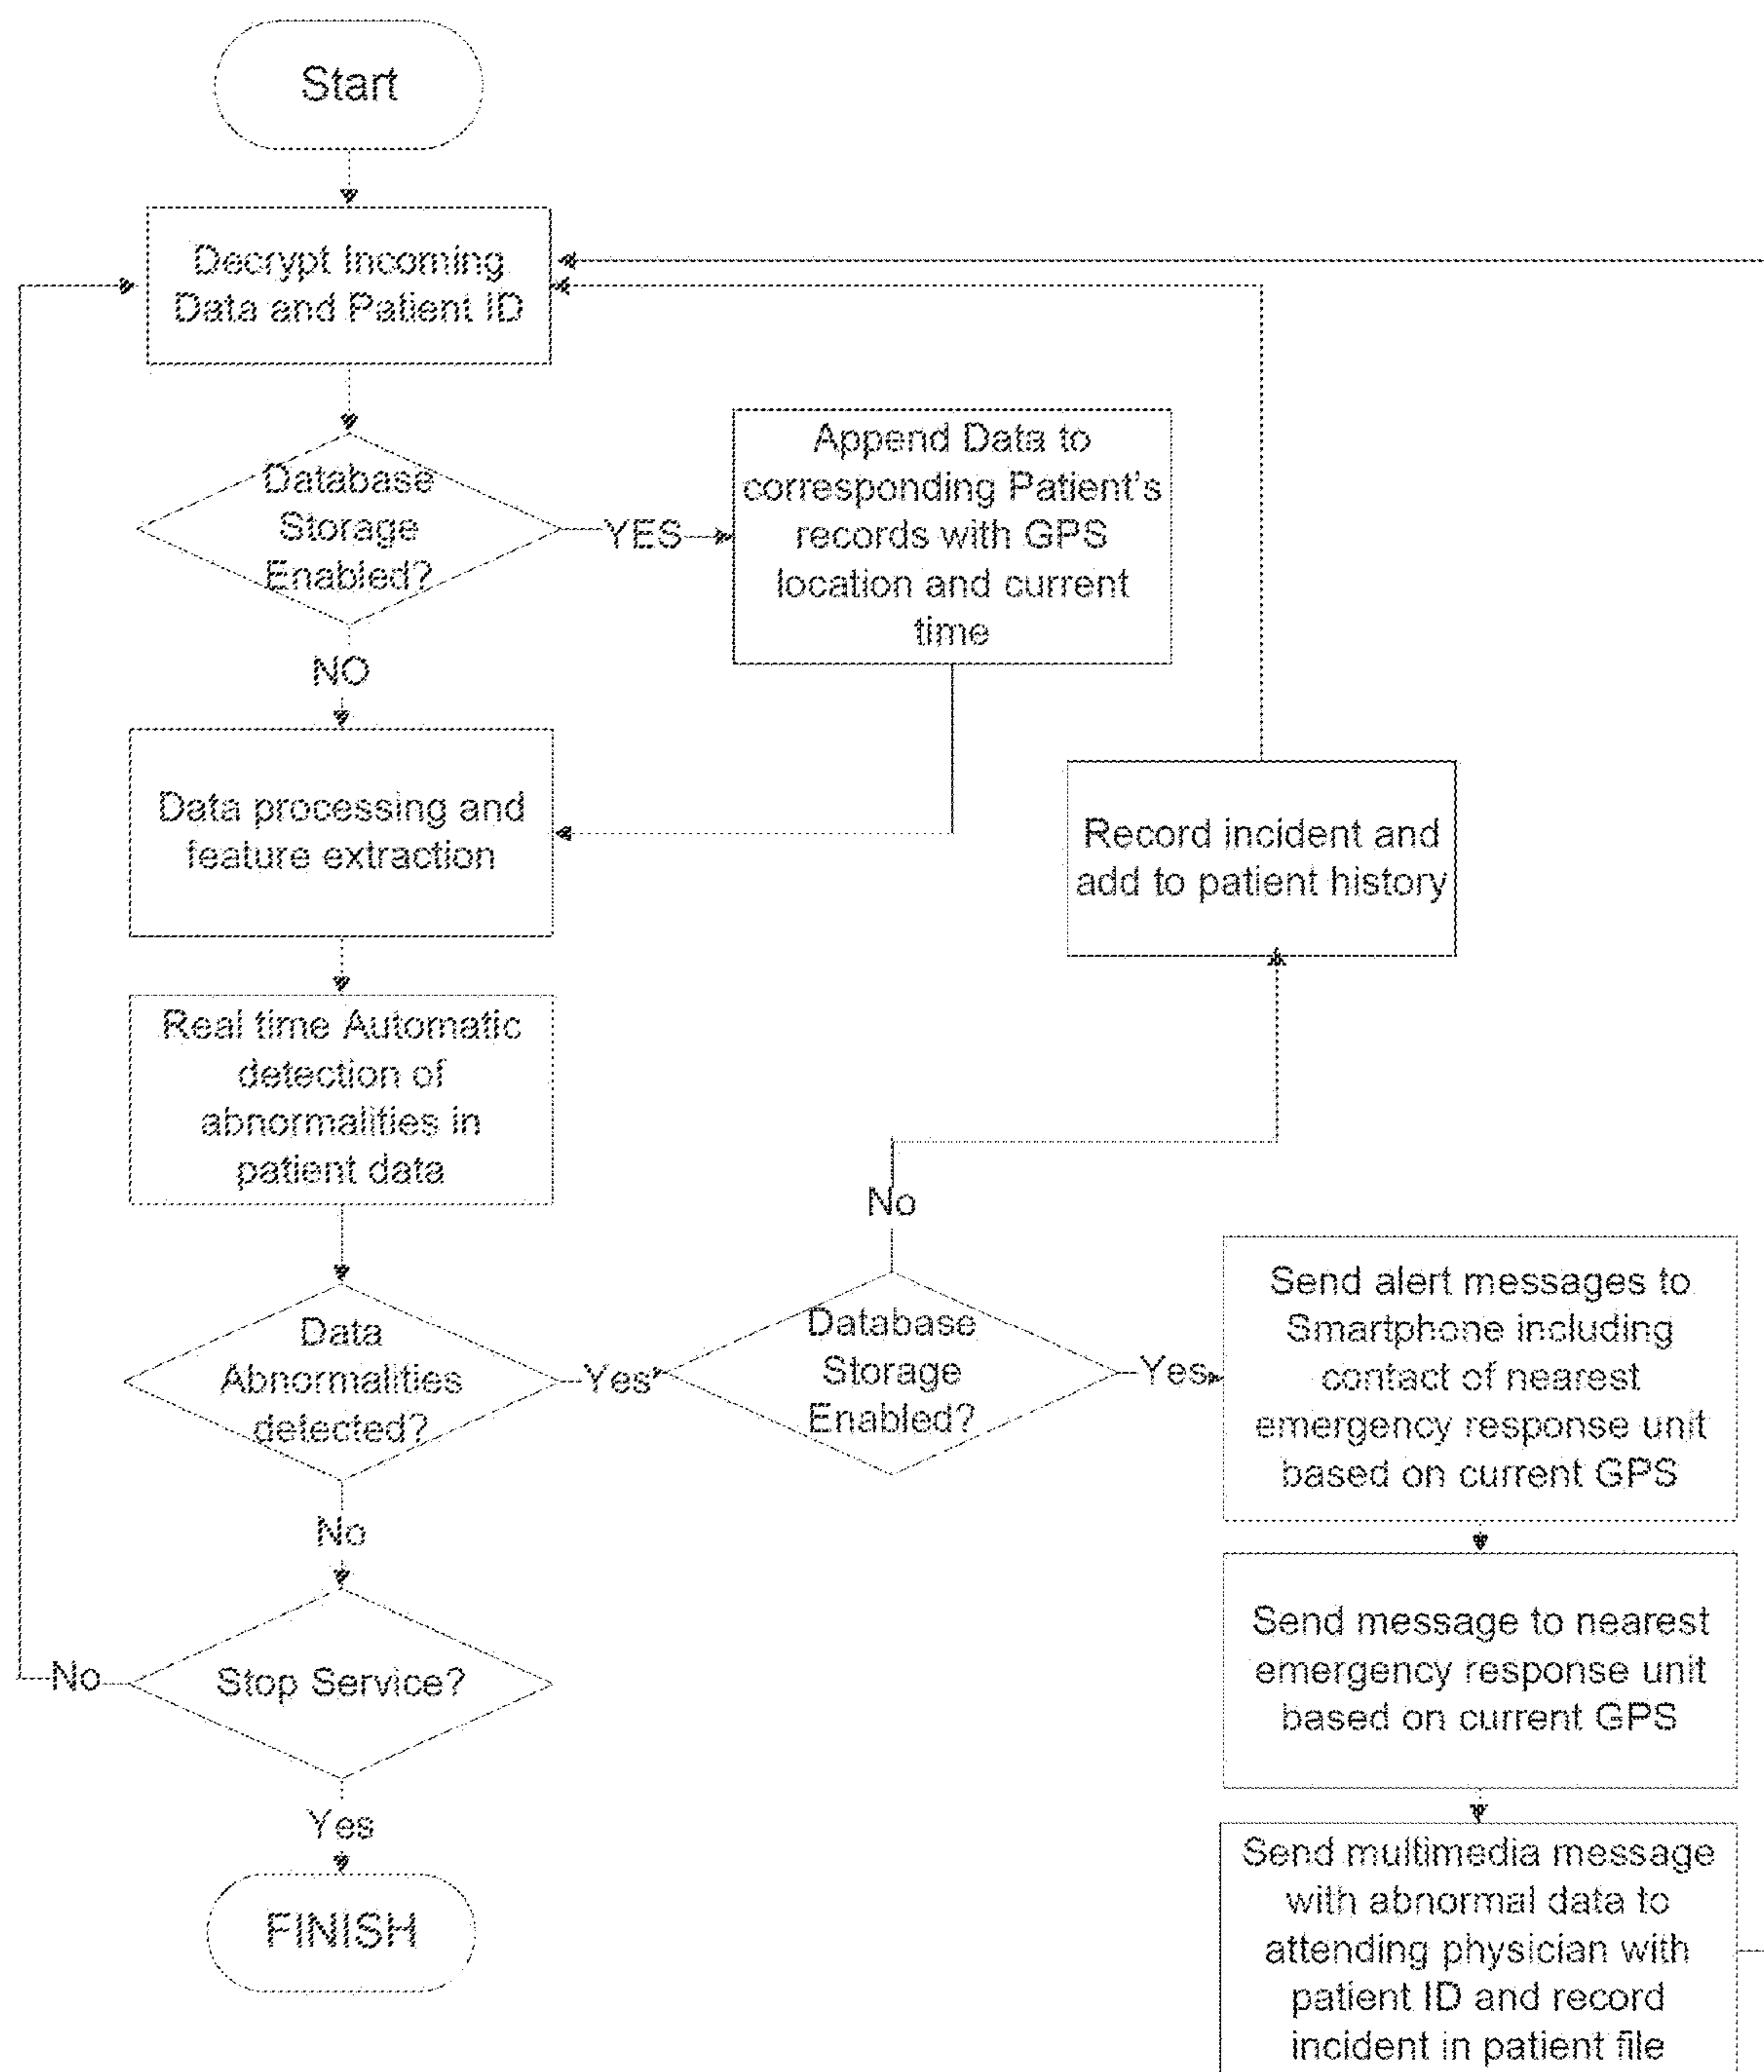 Start
Decrypt Incoming
Data and Patient ID
Database
Storage
Enabled?
YES
Append Data to
corresponding Patient's
records with GPS
location and current
time
NO
Data processing and
feature extraction
Record incident and
add to patient history
Real time Automatic
detection of
abnormalities in
patient data
No
Data
Abnormalities
detected?
Yes
Database
Storage
Enabled?
Yes
Send alert messages to
Smartphone including
contact of nearest
emergency response unit
based on current GPS
No
Send message to nearest
emergency response unit
based on current GPS
Stop Service?
No
Yes
FINISH
Send multimedia message
with abnormal data to
attending physician with
patient ID and record
incident in patient file